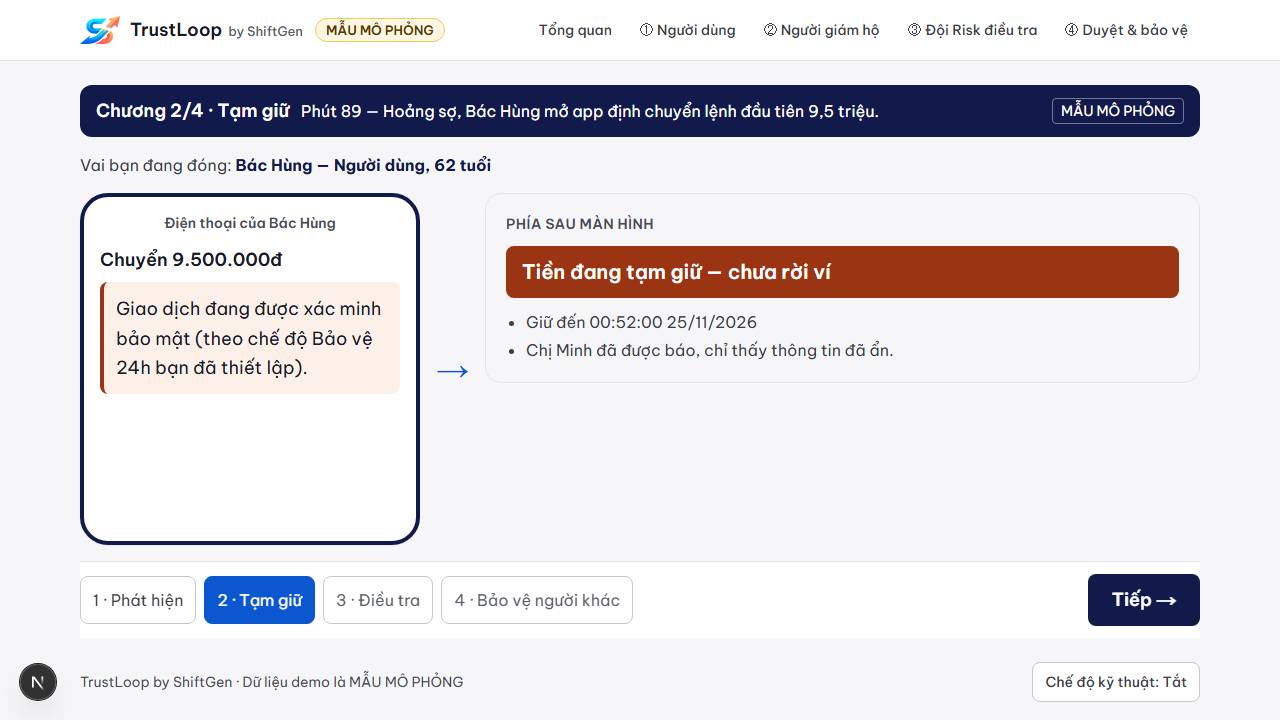 TrustLoop by ShiftGen MẪU MÔ PHỎNG Tổng quan ① Người dùng ② Người giám hộ ③ Đội Risk điều tra ④ Duyệt & bảo vệ
Chương 2/4 · Tạm giữ Phút 89 — Hoảng sợ, Bác Hùng mở app định chuyển lệnh đầu tiên 9,5 triệu. MẪU MÔ PHỎNG
Vai bạn đang đóng: Bác Hùng — Người dùng, 62 tuổi
Điện thoại của Bác Hùng
Chuyển 9.500.000đ
Giao dịch đang được xác minh
bảo mật (theo chế độ Bảo vệ
24h bạn đã thiết lập).
→
PHÍA SAU MÀN HÌNH
Tiền đang tạm giữ — chưa rời ví
• Giữ đến 00:52:00 25/11/2026
• Chị Minh đã được báo, chỉ thấy thông tin đã ẩn.
1 · Phát hiện 2 · Tạm giữ 3 · Điều tra 4 · Bảo vệ người khác Tiếp →
N TrustLoop by ShiftGen · Dữ liệu demo là MẪU MÔ PHỎNG Chế độ kỹ thuật: Tắt